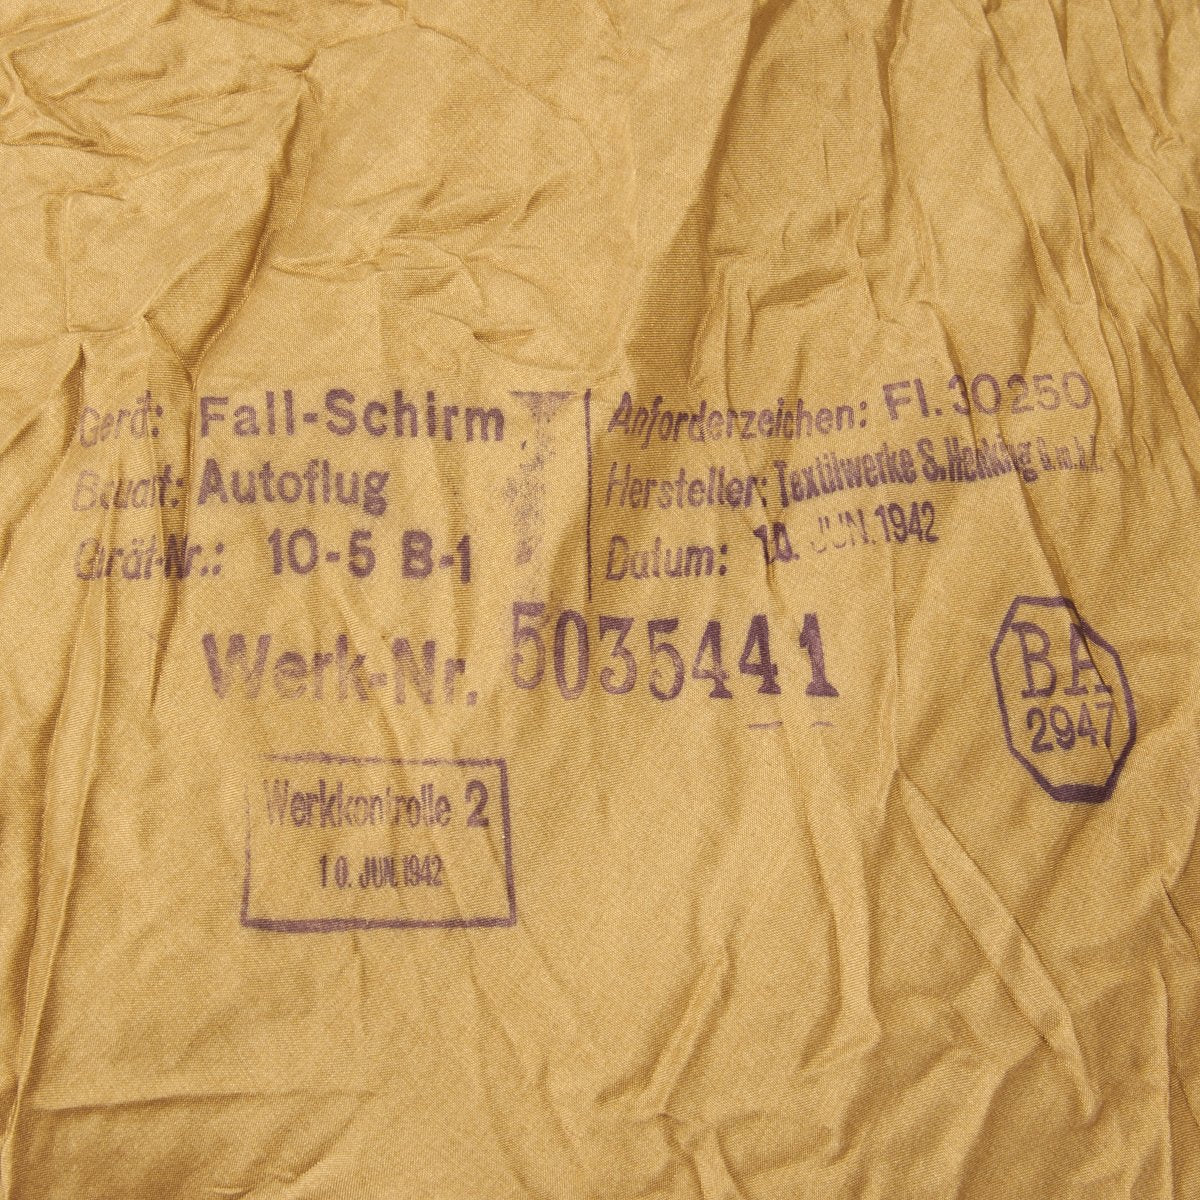 Gerät: Fall-Schirm
Bauart: Autoflug
Gerät-Nr.: 10-5 B-1
Anforderzeichen: Fl. 30250
Hersteller: Textilwerke S. Henking G.m.b.H.
Datum: 10. JUN. 1942
Werk-Nr. 5035441
BA
2947
Werkkontrolle 2
10. JUN. 1942